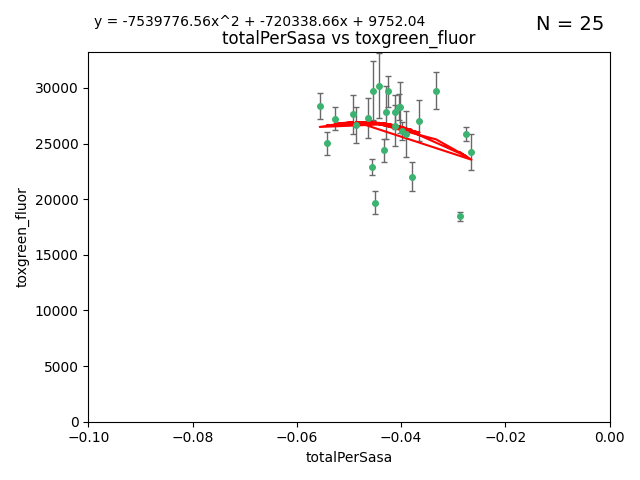 y = -7539776.56x^2 + -720338.66x + 9752.04
N = 25
totalPerSasa vs toxgreen_fluor
30000
25000
20000
15000
10000
5000
0
toxgreen_fluor
−0.10
−0.08
−0.06
−0.04
−0.02
0.00
totalPerSasa